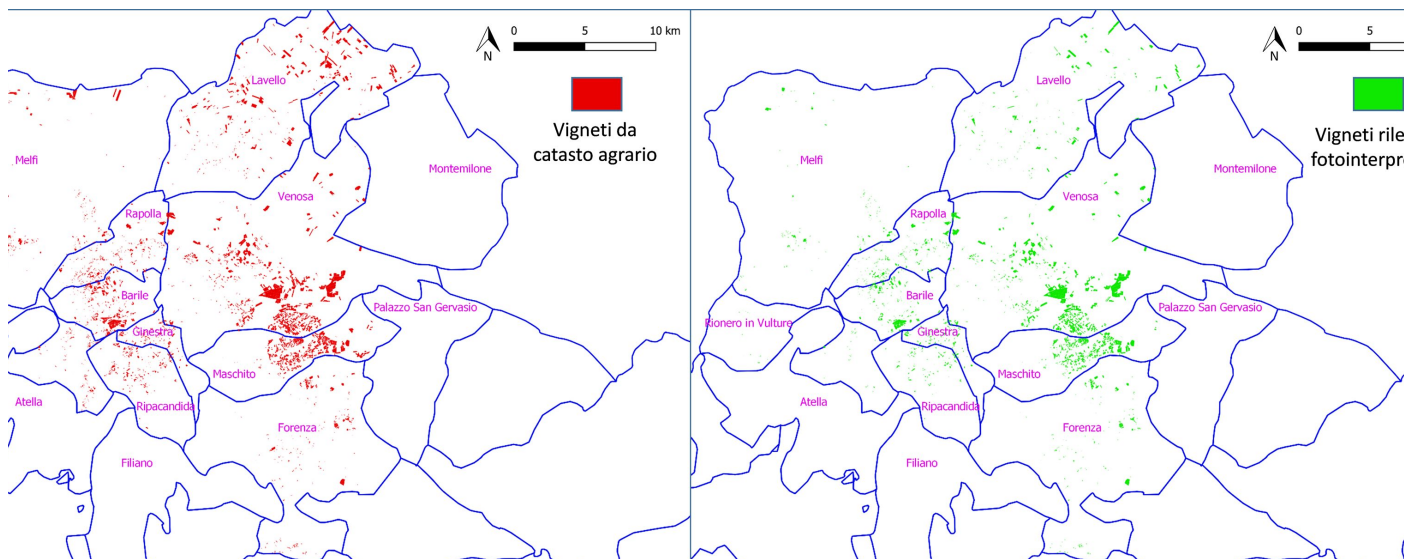 0 5 10 km
N
Vigneti da
catasto agrario
Lavello
Melfi
Montemilone
Venosa
Rapolla
Barile
Palazzo San Gervasio
Ginestra
Maschito
Atella
Ripacandida
Forenza
Filiano
0 5
N
Vigneti rile
fotointerpre
Lavello
Melfi
Montemilone
Venosa
Rapolla
Barile
Palazzo San Gervasio
Rionero in Vulture
Ginestra
Maschito
Atella
Ripacandida
Forenza
Filiano